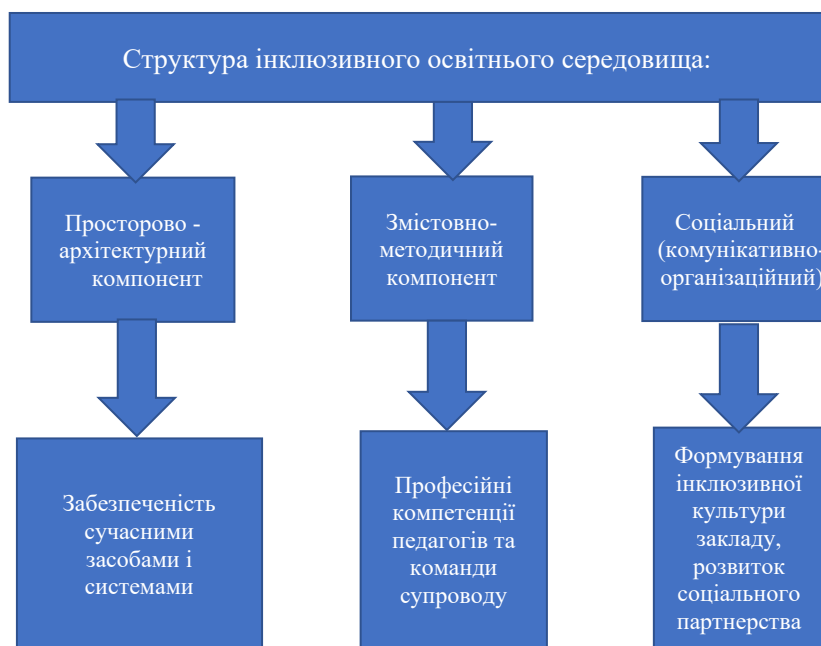 Структура інклюзивного освітнього середовища:
Просторово -
архітектурний
компонент
Змістовно-
методичний
компонент
Соціальний
(комунікативно-
організаційний)
Забезпеченість
сучасними
засобами і
системами
Професійні
компетенції
педагогів та
команди
супроводу
Формування
інклюзивної
культури
закладу,
розвиток
соціального
партнерства